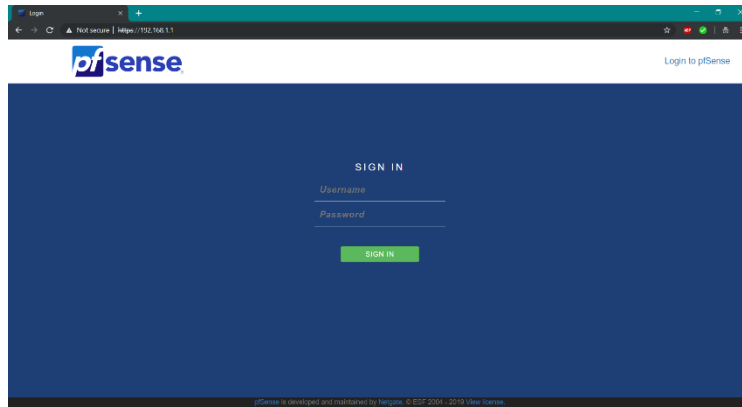 Login
Not secure | https://192.168.1.1
pfsense
Login to pfSense
SIGN IN
Username
Password
SIGN IN
pfSense is developed and maintained by Netgate. © ESF 2004 - 2019 View license.